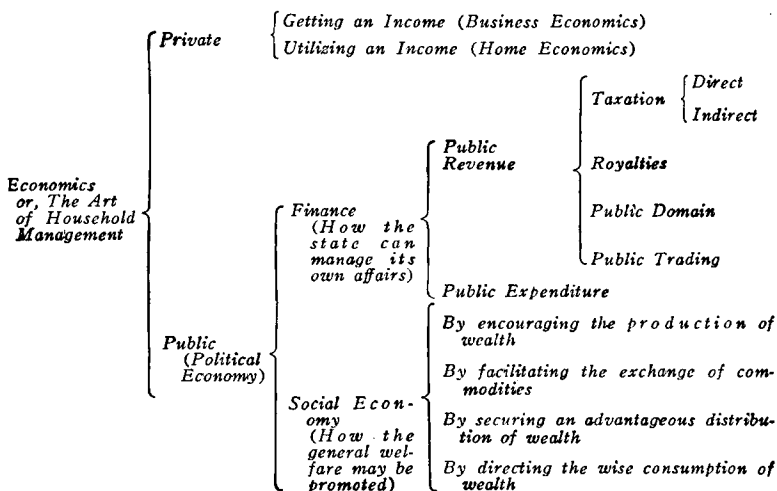 Economics
or, The Art
of Household
Management
Private
Getting an Income (Business Economics)
Utilizing an Income (Home Economics)
Public
(Political
Economy)
Finance
(How the
state can
manage its
own affairs)
Public
Revenue
Taxation
Direct
Indirect
Royalties
Public Domain
Public Trading
Public Expenditure
Social Econ-
omy
(How the
general wel-
fare may be
promoted)
By encouraging the production of
wealth
By facilitating the exchange of com-
modities
By securing an advantageous distribu-
tion of wealth
By directing the wise consumption of
wealth